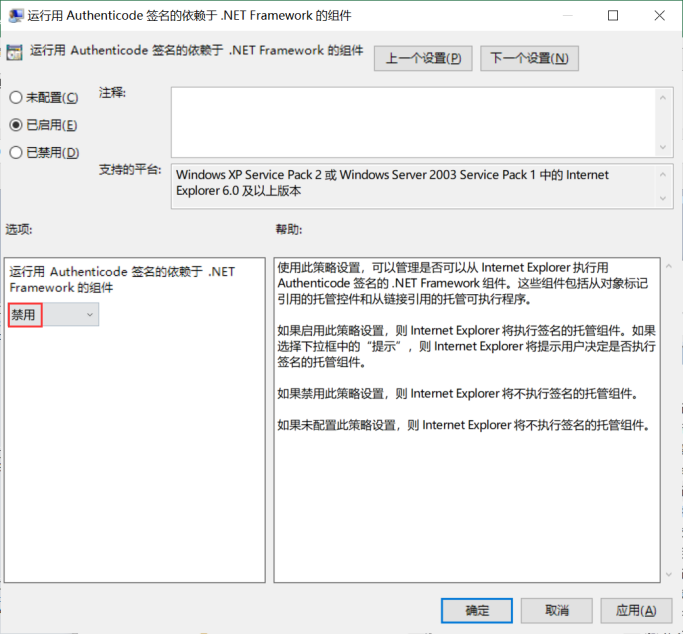 运行用 Authenticode 签名的依赖于 .NET Framework 的组件
运行用 Authenticode 签名的依赖于 .NET Framework 的组件
上一个设置(P)
下一个设置(N)
未配置(C)
注释:
已启用(E)
已禁用(D)
支持的平台:
Windows XP Service Pack 2 或 Windows Server 2003 Service Pack 1 中的 Internet
Explorer 6.0 及以上版本
选项:
帮助:
运行用 Authenticode 签名的依赖于 .NET
Framework 的组件
禁用
使用此策略设置，可以管理是否可以从 Internet Explorer 执行用
Authenticode 签名的 .NET Framework 组件。这些组件包括从对象标记
引用的托管控件和从链接引用的托管可执行程序。
如果启用此策略设置，则 Internet Explorer 将执行签名的托管组件。如果
选择下拉框中的“提示”，则 Internet Explorer 将提示用户决定是否执行
签名的托管组件。
如果禁用此策略设置，则 Internet Explorer 将不执行签名的托管组件。
如果未配置此策略设置，则 Internet Explorer 将不执行签名的托管组件。
确定
取消
应用(A)